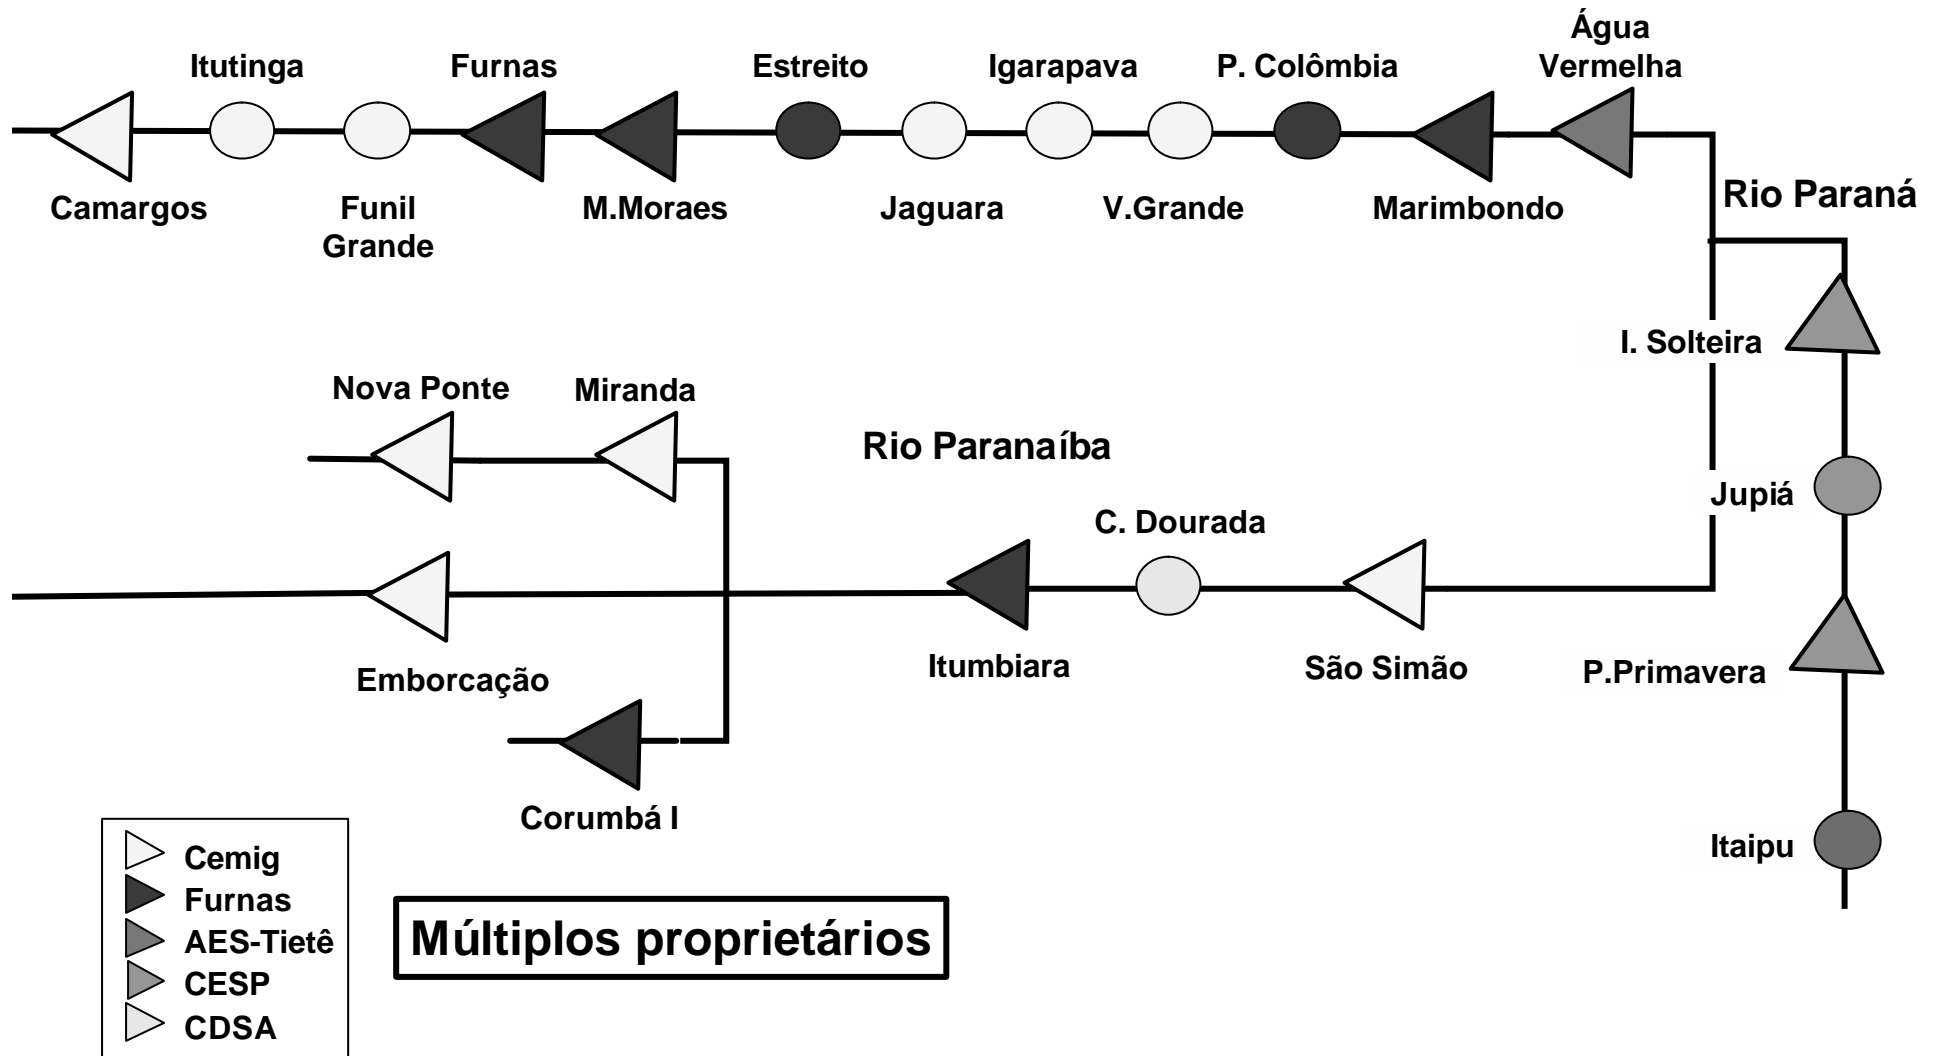 Água
Itutinga Furnas Estreito Igarapava P. Colômbia Vermelha
Camargos Funil M.Moraes Jaguara V.Grande Marimbondo
Grande
Rio Paraná
I. Solteira
Nova Ponte Miranda
Rio Paranaíba
Jupiá
C. Dourada
Emborcação Itumbiara São Simão P.Primavera
Corumbá I
Itaipu
Cemig
Furnas
AES-Tietê
CESP
CDSA
Múltiplos proprietários